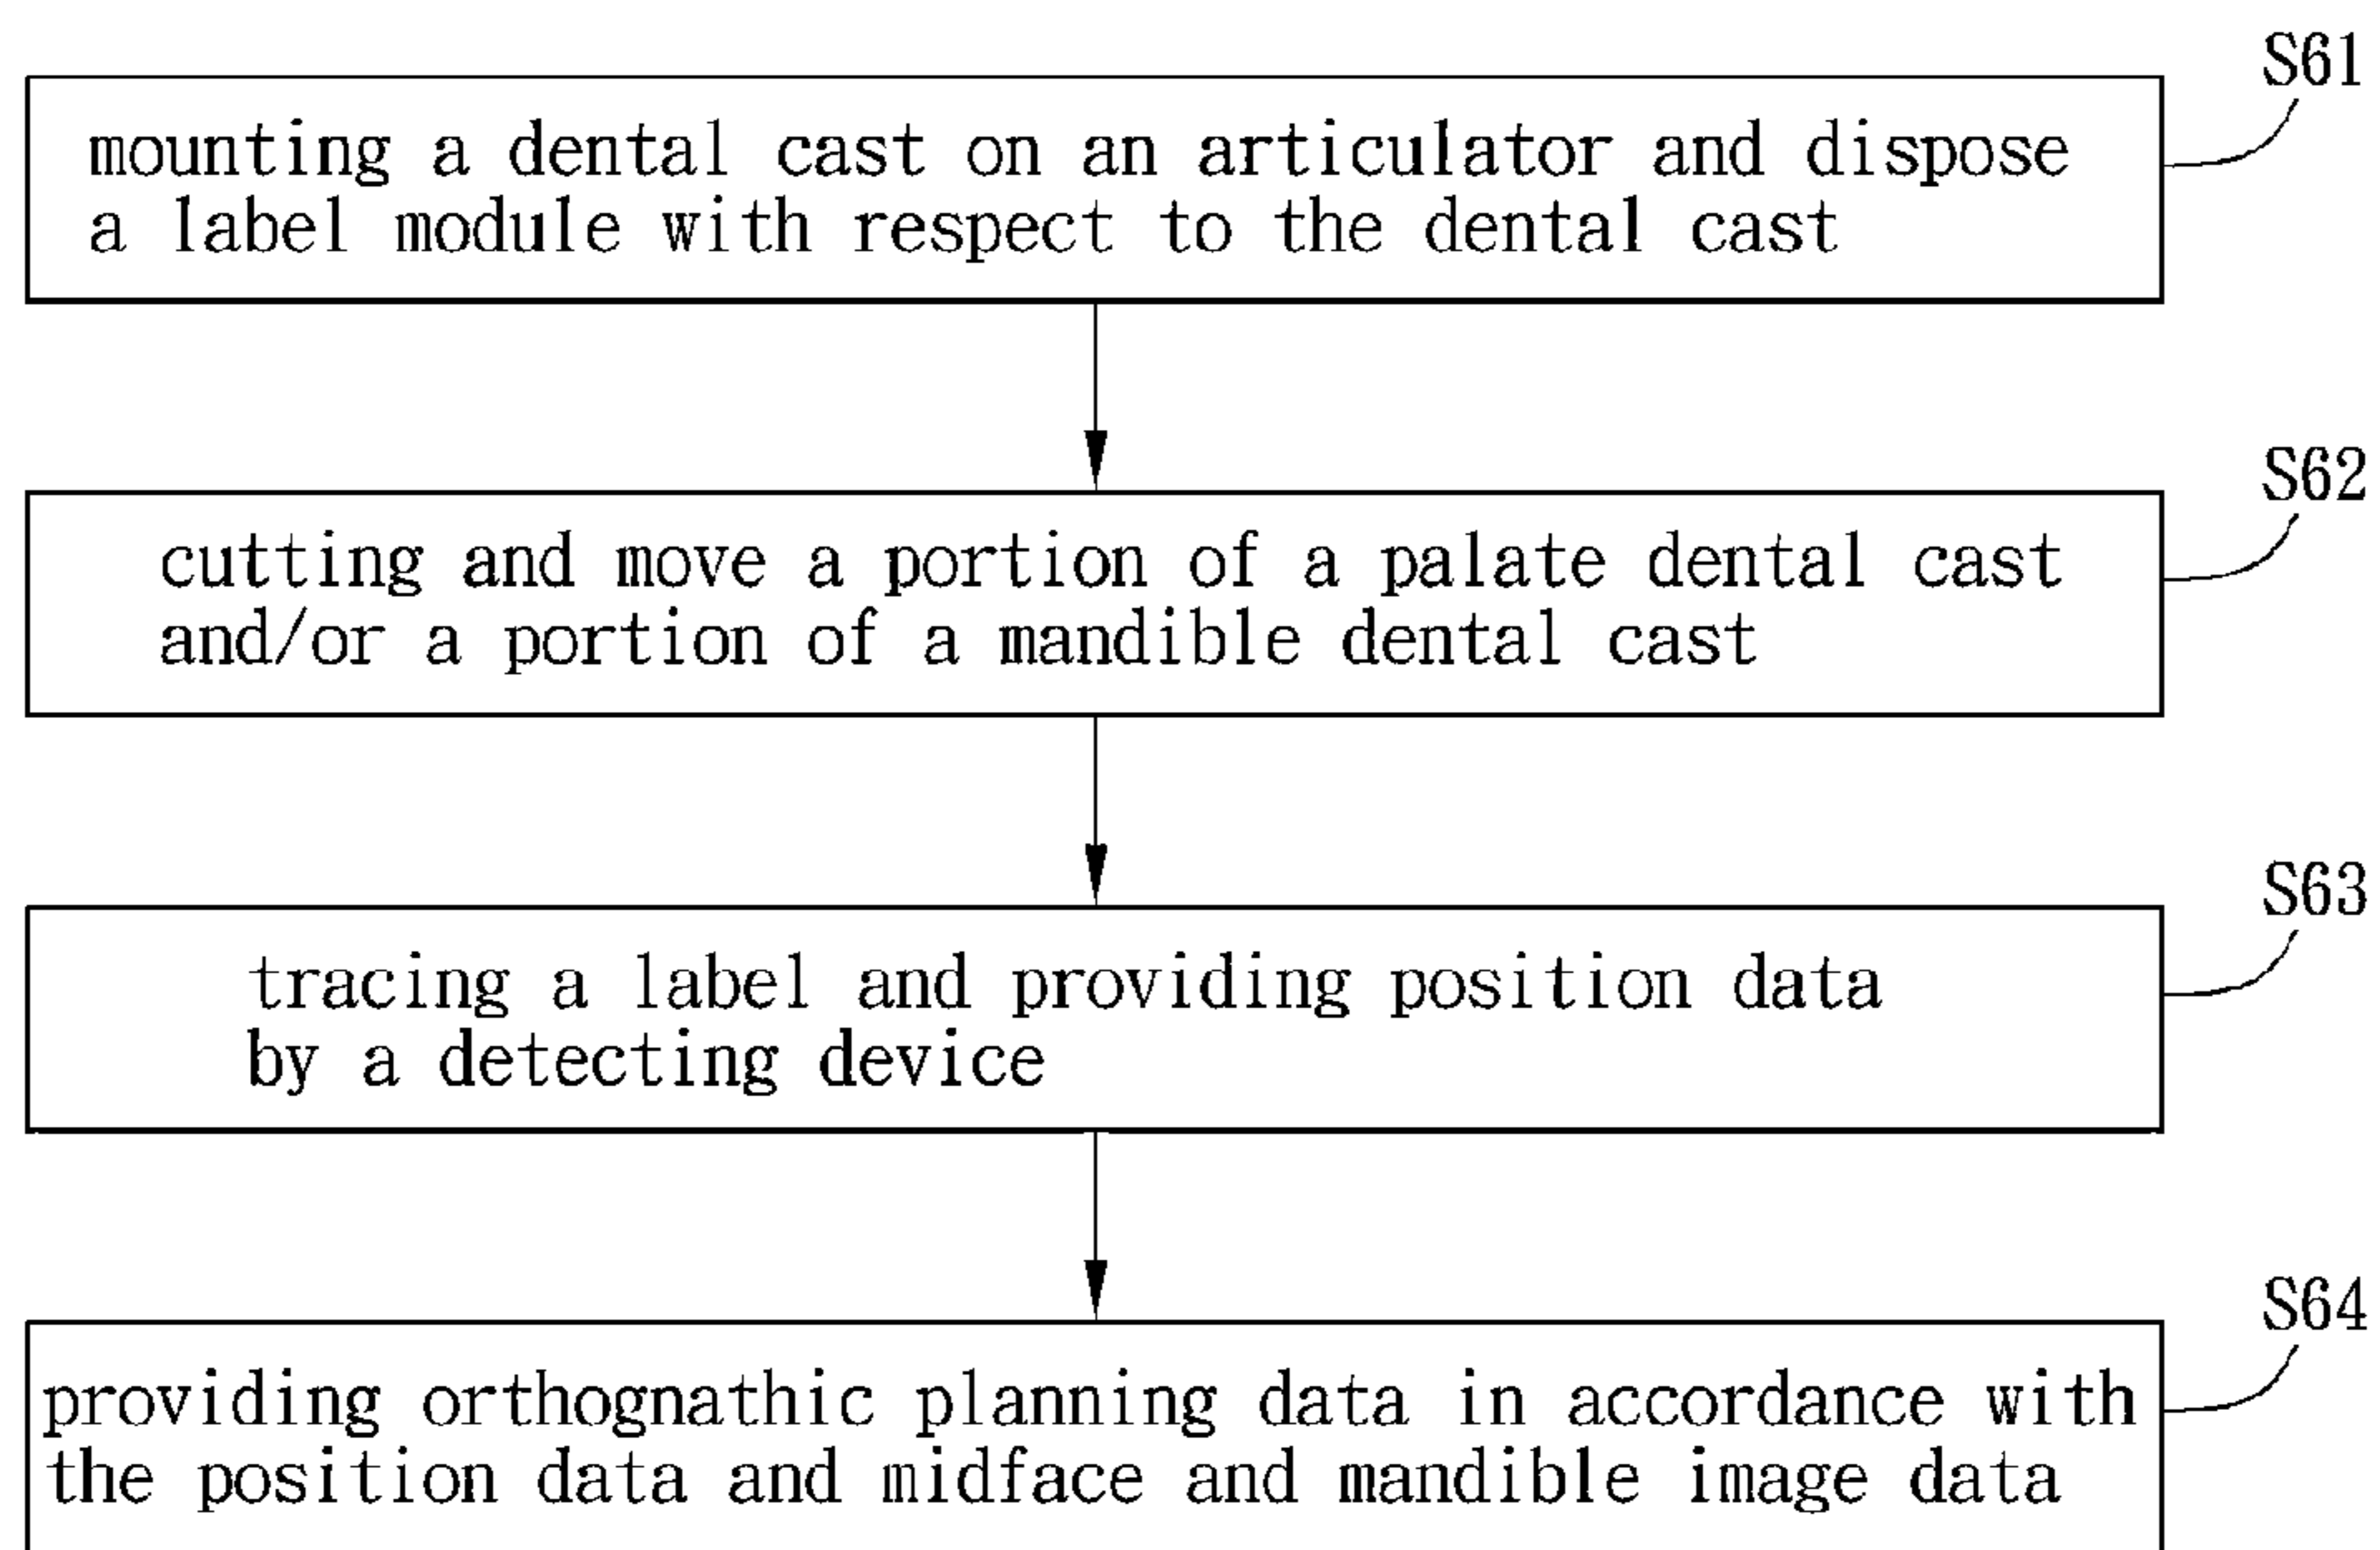 S61
mounting a dental cast on an articulator and dispose
a label module with respect to the dental cast
S62
cutting and move a portion of a palate dental cast
and/or a portion of a mandible dental cast
S63
tracing a label and providing position data
by a detecting device
S64
providing orthognathic planning data in accordance with
the position data and midface and mandible image data